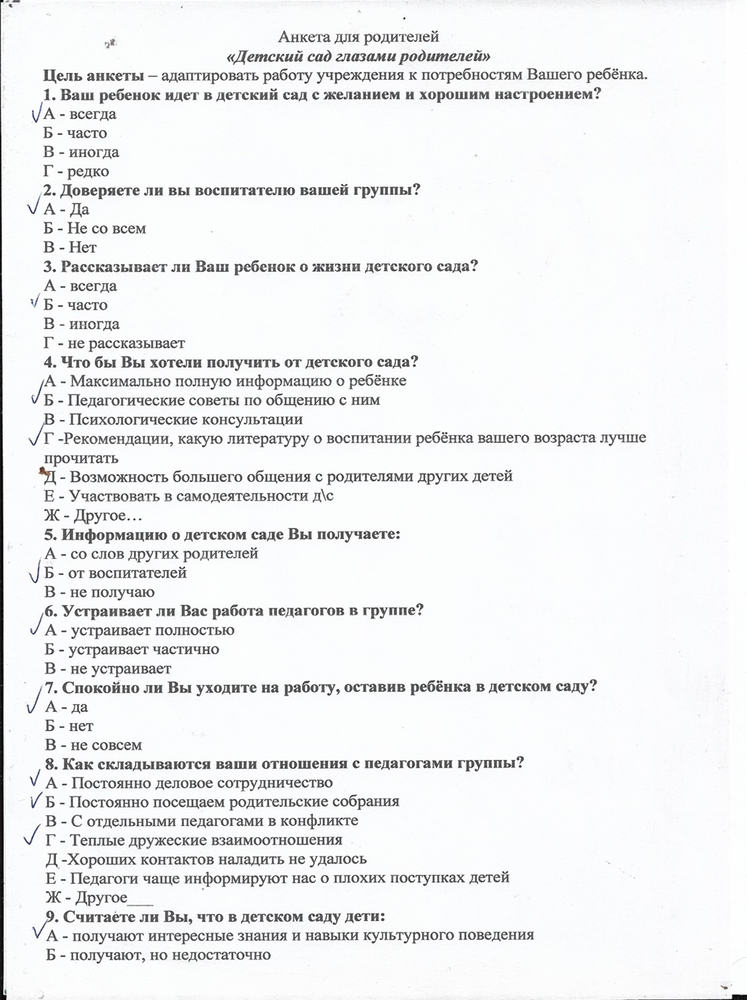 Анкета для родителей
«Детский сад глазами родителей»
Цель анкеты – адаптировать работу учреждения к потребностям Вашего ребёнка.
1. Ваш ребенок идет в детский сад с желанием и хорошим настроением?
✓ А - всегда
Б - часто
В - иногда
Г - редко
2. Доверяете ли вы воспитателю вашей группы?
✓ А - Да
Б - Не со всем
В - Нет
3. Рассказывает ли Ваш ребенок о жизни детского сада?
А - всегда
✓ Б - часто
В - иногда
Г - не рассказывает
4. Что бы Вы хотели получить от детского сада?
А - Максимально полную информацию о ребёнке
✓ Б - Педагогические советы по общению с ним
В - Психологические консультации
✓ Г -Рекомендации, какую литературу о воспитании ребёнка вашего возраста лучше
прочитать
Д - Возможность большего общения с родителями других детей
Е - Участвовать в самодеятельности д\с
Ж - Другое…
5. Информацию о детском саде Вы получаете:
А - со слов других родителей
✓ Б - от воспитателей
В - не получаю
6. Устраивает ли Вас работа педагогов в группе?
✓ А - устраивает полностью
Б - устраивает частично
В - не устраивает
7. Спокойно ли Вы уходите на работу, оставив ребёнка в детском саду?
✓ А - да
Б - нет
В - не совсем
8. Как складываются ваши отношения с педагогами группы?
✓ А - Постоянно деловое сотрудничество
✓ Б - Постоянно посещаем родительские собрания
В - С отдельными педагогами в конфликте
✓ Г - Теплые дружеские взаимоотношения
Д -Хороших контактов наладить не удалось
Е - Педагоги чаще информируют нас о плохих поступках детей
Ж - Другое___
9. Считаете ли Вы, что в детском саду дети:
✓ А - получают интересные знания и навыки культурного поведения
Б - получают, но недостаточно